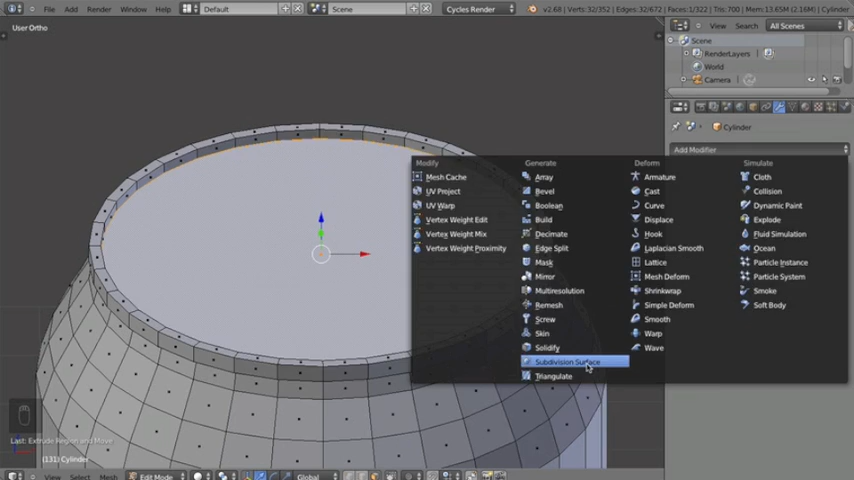 File Add Render Window Help Default Scene Cycles Render v2.68 | Verts:32/352 | Edges:32/672 | Faces:1/322 | Tris:700 | Mem:13.65M (2.16M) | Cylinder
User Ortho
View Search All Scenes
Scene
RenderLayers
World
Camera
Cylinder
Add Modifier
Modify Generate Deform Simulate
Mesh Cache Array Armature Cloth
UV Project Bevel Cast Collision
UV Warp Boolean Curve Dynamic Paint
Vertex Weight Edit Build Displace Explode
Vertex Weight Mix Decimate Hook Fluid Simulation
Vertex Weight Proximity Edge Split Laplacian Smooth Ocean
Mask Lattice Particle Instance
Mirror Mesh Deform Particle System
Multiresolution Shrinkwrap Smoke
Remesh Simple Deform Soft Body
Screw Smooth
Skin Warp
Solidify Wave
Subdivision Surface
Triangulate
Last: Extrude Region and Move
(131) Cylinder
View Select Mesh Edit Mode Global